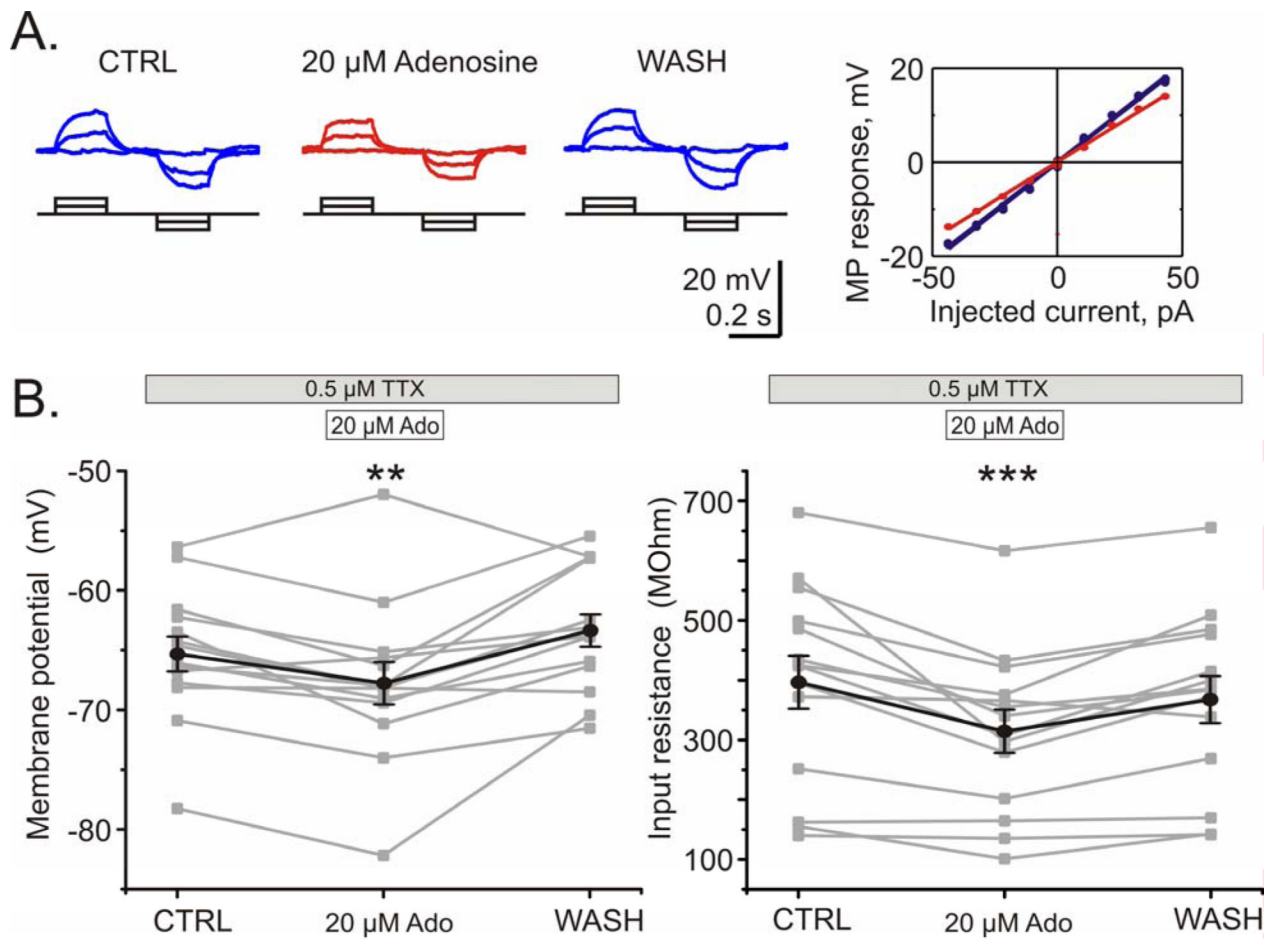 A.
CTRL
20 µM Adenosine
WASH
20 mV
0.2 s
MP response, mV
20
0
-20
-50
0
50
Injected current, pA
B.
0.5 µM TTX
20 µM Ado
**
Membrane potential (mV)
-50
-60
-70
-80
CTRL
20 µM Ado
WASH
0.5 µM TTX
20 µM Ado
***
Input resistance (MOhm)
700
500
300
100
CTRL
20 µM Ado
WASH